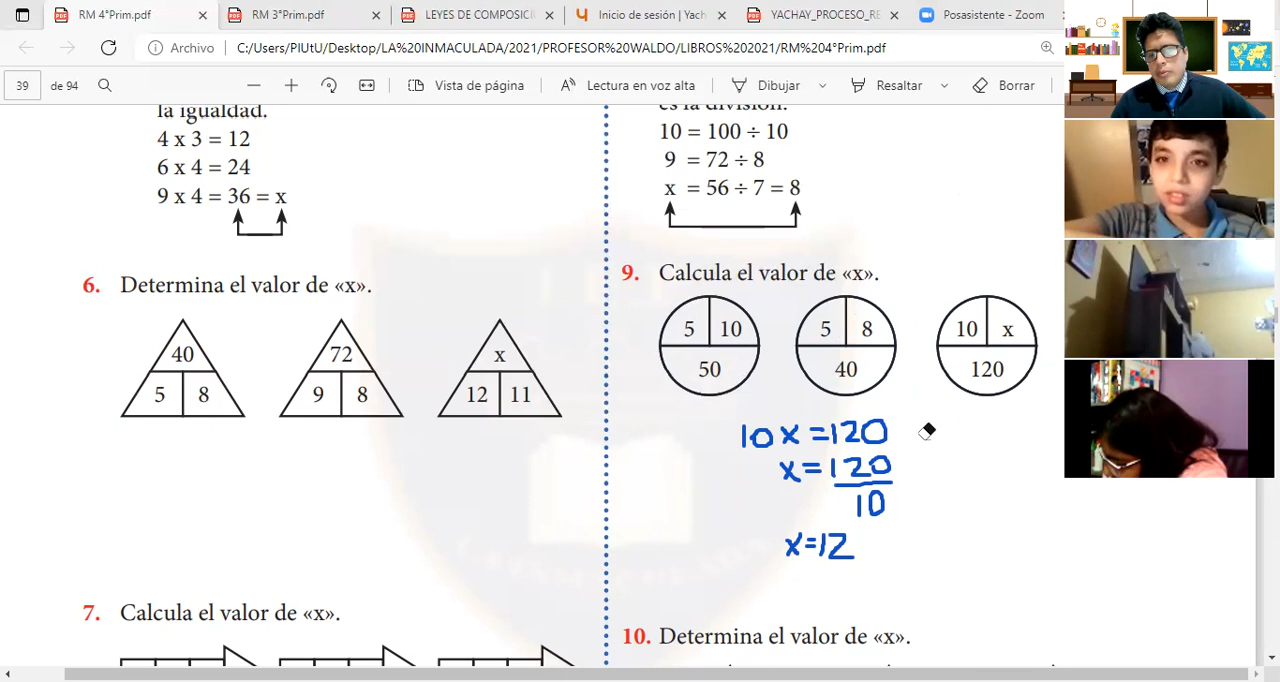 RM 4°Prim.pdf
RM 3°Prim.pdf
LEYES DE COMPOSICI
Inicio de sesión | Yach
YACHAY_PROCESO_RE
Posasistente - Zoom
Archivo
C:/Users/PIUtU/Desktop/LA%20INMACULADA/2021/PROFESOR%20WALDO/LIBROS%202021/RM%204°Prim.pdf
39 de 94
Vista de página
Lectura en voz alta
Dibujar
Resaltar
Borrar
la igualdad.
4 x 3 = 12
6 x 4 = 24
9 x 4 = 36 = x
6. Determina el valor de «x».
40
72
x
5 8
9 8
12 11
7. Calcula el valor de «x».
es la división.
10 = 100 ÷ 10
9 = 72 ÷ 8
x = 56 ÷ 7 = 8
9. Calcula el valor de «x».
5 10
5 8
10 x
50
40
120
10x=120
x=120
10
x=12
10. Determina el valor de «x».